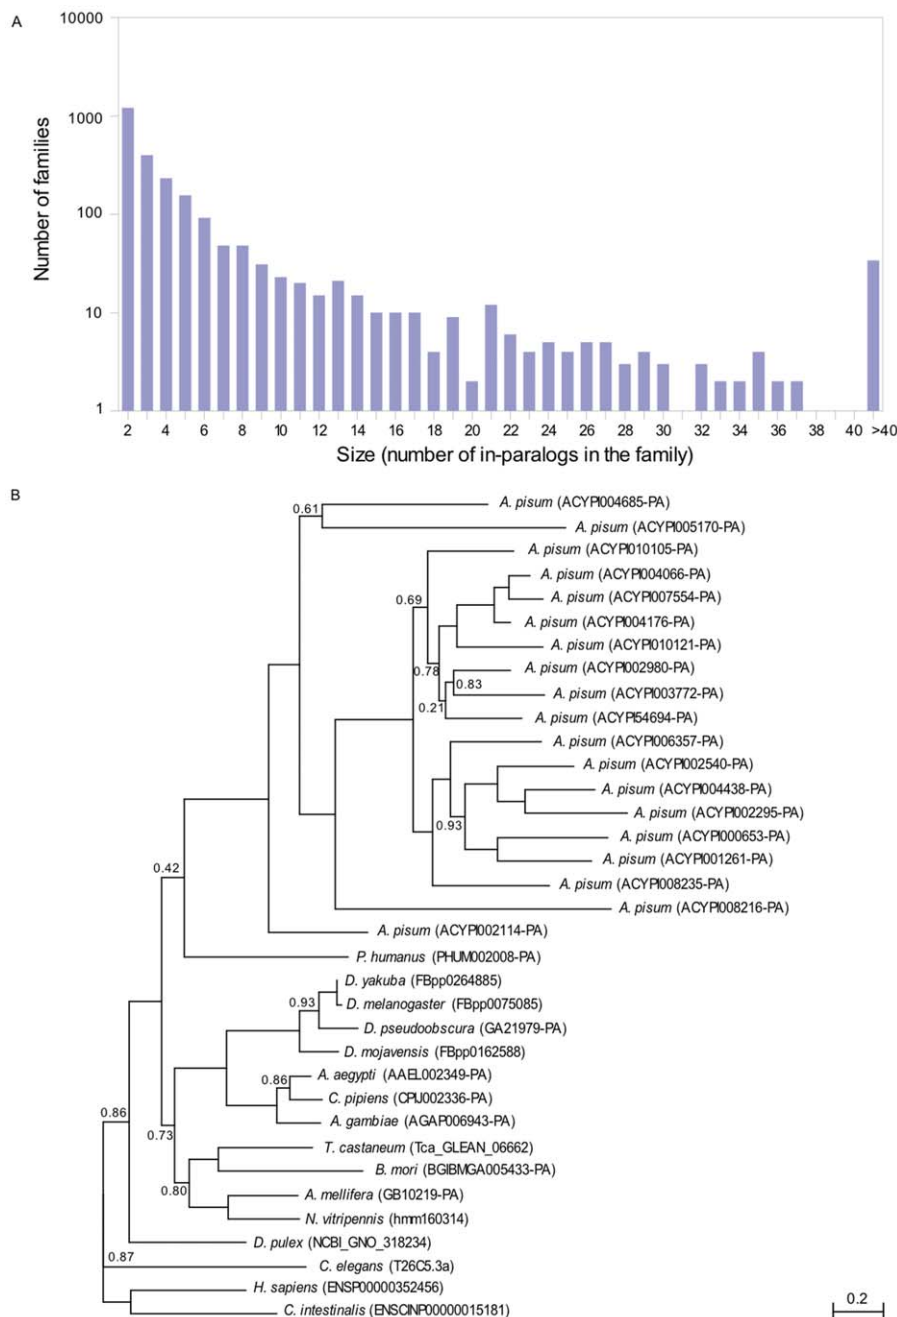 A
10000
1000
100
10
1
Number of families
2 4 6 8 10 12 14 16 18 20 22 24 26 28 30 32 34 36 38 40 >40
Size (number of in-paralogs in the family)
B
A. pisum (ACYPI004685-PA)
0.61
A. pisum (ACYPI005170-PA)
A. pisum (ACYPI010105-PA)
A. pisum (ACYPI004066-PA)
A. pisum (ACYPI007554-PA)
0.69
A. pisum (ACYPI004176-PA)
A. pisum (ACYPI010121-PA)
A. pisum (ACYPI002980-PA)
0.78
0.83
A. pisum (ACYPI003772-PA)
0.21
A. pisum (ACYPI54694-PA)
A. pisum (ACYPI006357-PA)
A. pisum (ACYPI002540-PA)
A. pisum (ACYPI004438-PA)
A. pisum (ACYPI002295-PA)
0.93
A. pisum (ACYPI000653-PA)
A. pisum (ACYPI001261-PA)
0.42
A. pisum (ACYPI008235-PA)
A. pisum (ACYPI008216-PA)
A. pisum (ACYPI002114-PA)
P. humanus (PHUM002008-PA)
D. yakuba (FBpp0264885)
0.93
D. melanogaster (FBpp0075085)
D. pseudoobscura (GA21979-PA)
D. mojavensis (FBpp0162588)
A. aegypti (AAEL002349-PA)
0.86
C. pipiens (CPIJ002336-PA)
0.86
A. gambiae (AGAP006943-PA)
0.73
T. castaneum (Tca_GLEAN_06662)
B. mori (BGIBMGA005433-PA)
0.80
A. mellifera (GB10219-PA)
N. vitripennis (hmm160314)
D. pulex (NCBI_GNO_318234)
0.87
C. elegans (T26C5.3a)
H. sapiens (ENSP00000352456)
C. intestinalis (ENSCINP00000015181)
0.2